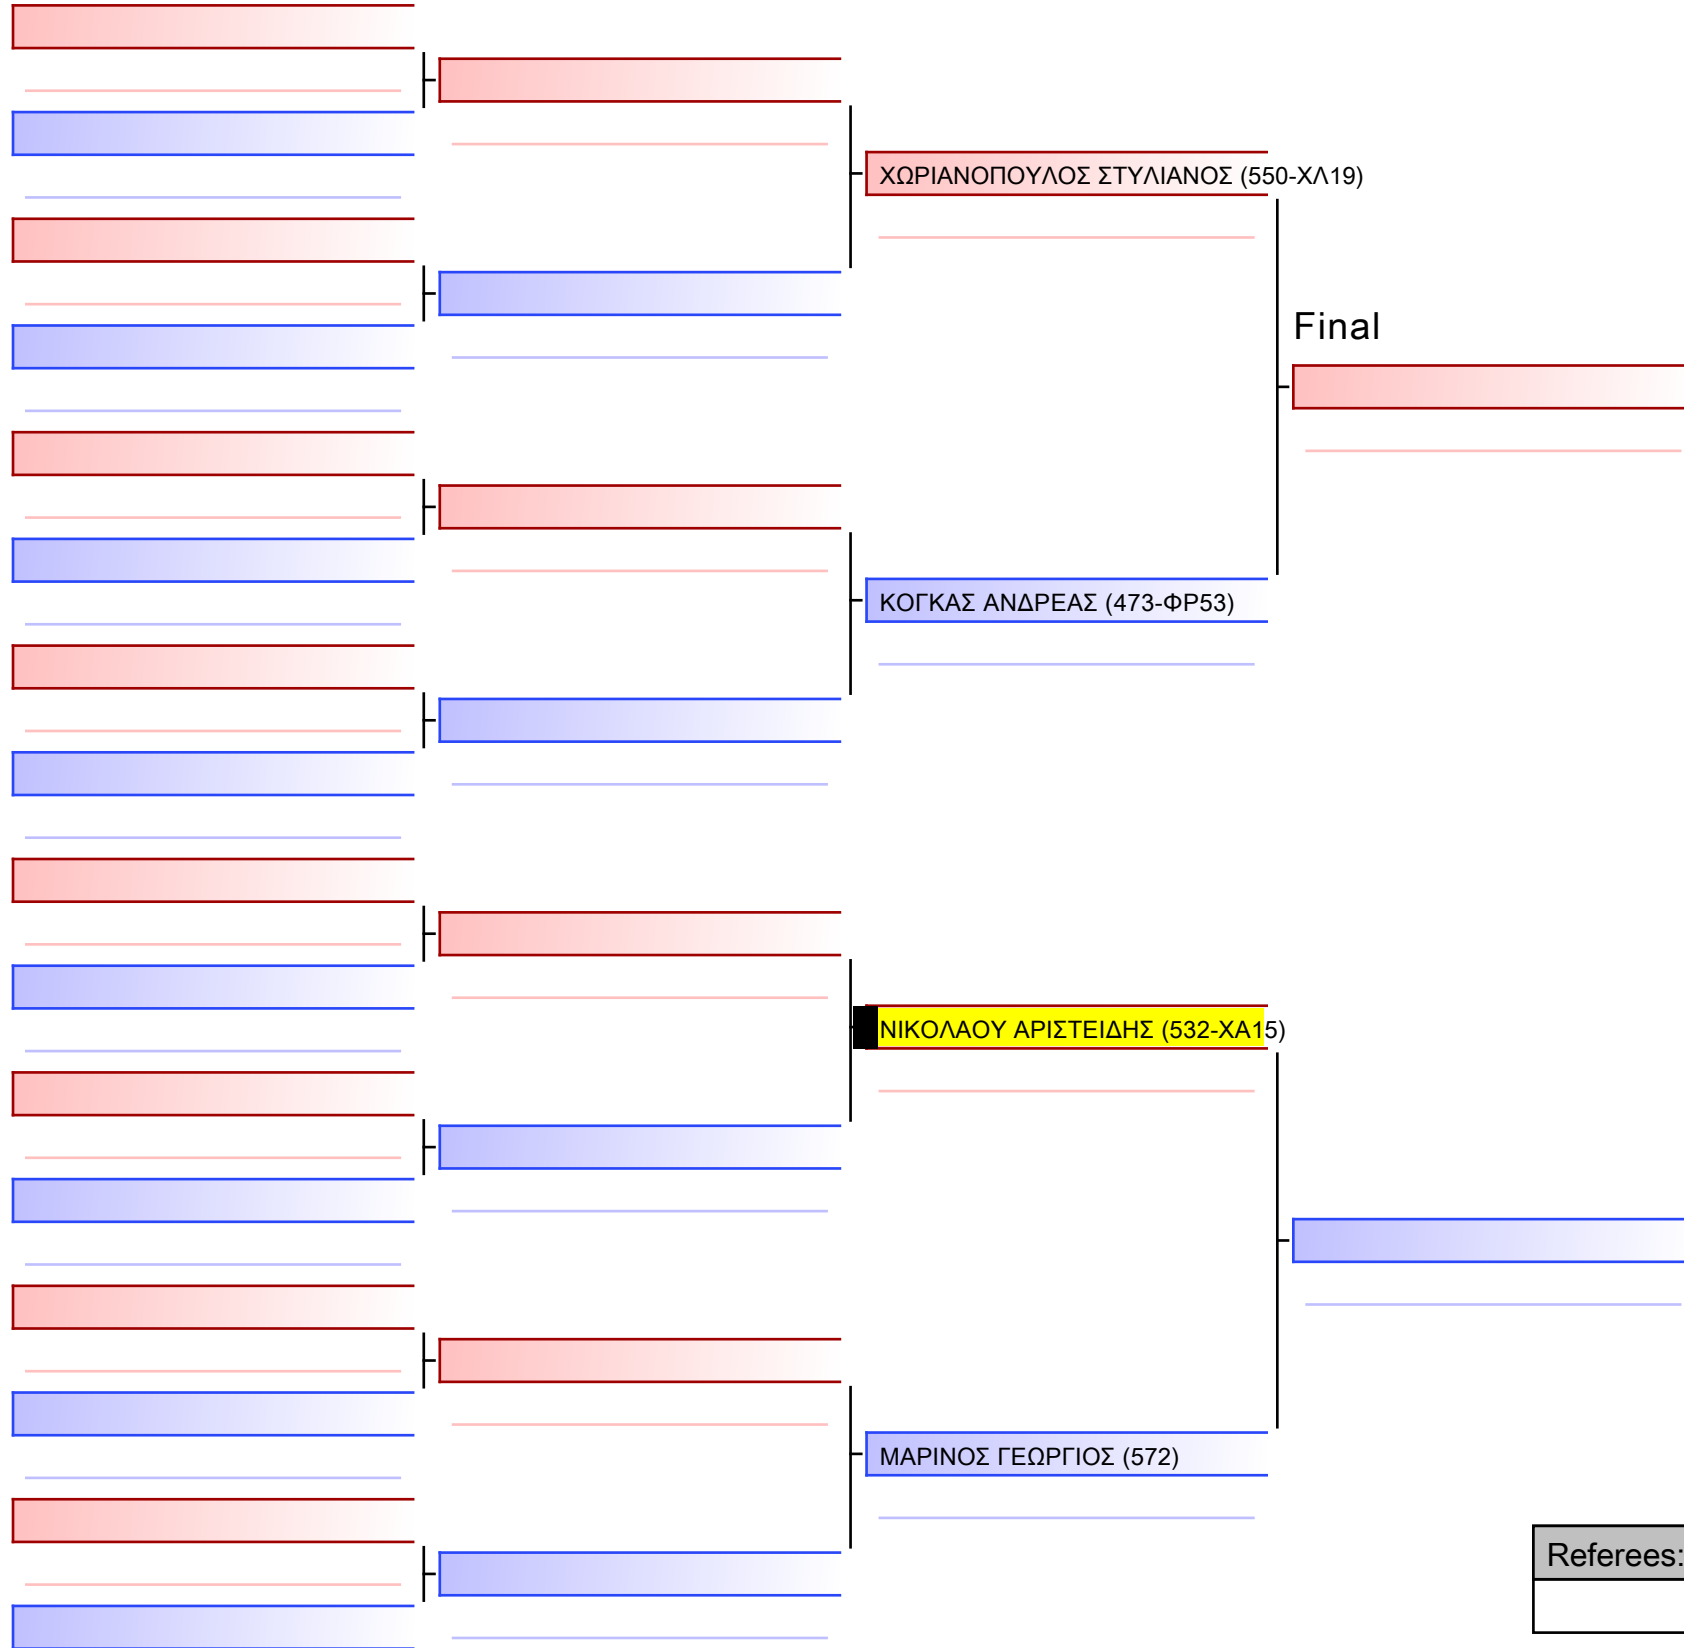 ΧΩΡΙΑΝΟΠΟΥΛΟΣ ΣΤΥΛΙΑΝΟΣ (550-ΧΛ19)
Final
ΚΟΓΚΑΣ ΑΝΔΡΕΑΣ (473-ΦΡ53)
ΝΙΚΟΛΑΟΥ ΑΡΙΣΤΕΙΔΗΣ (532-ΧΑ15)
ΜΑΡΙΝΟΣ ΓΕΩΡΓΙΟΣ (572)
Referees: